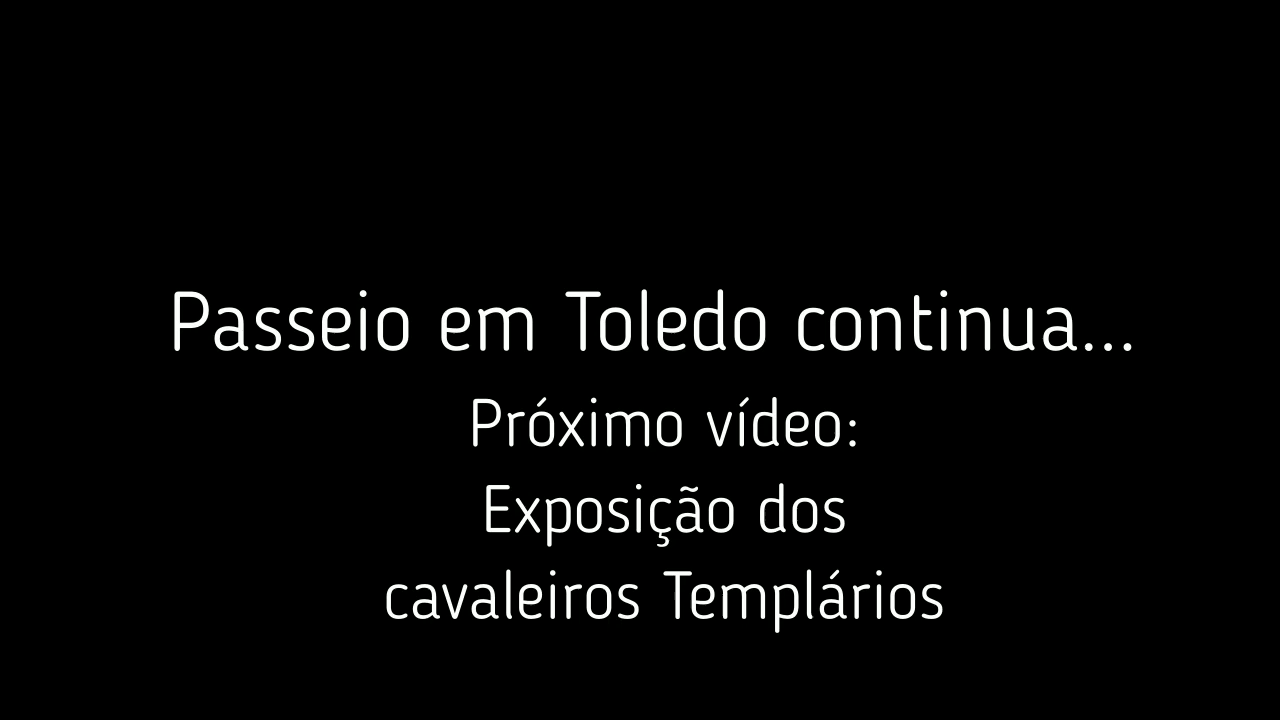 Passeio em Toledo continua...
Próximo vídeo:
Exposição dos
cavaleiros Templários